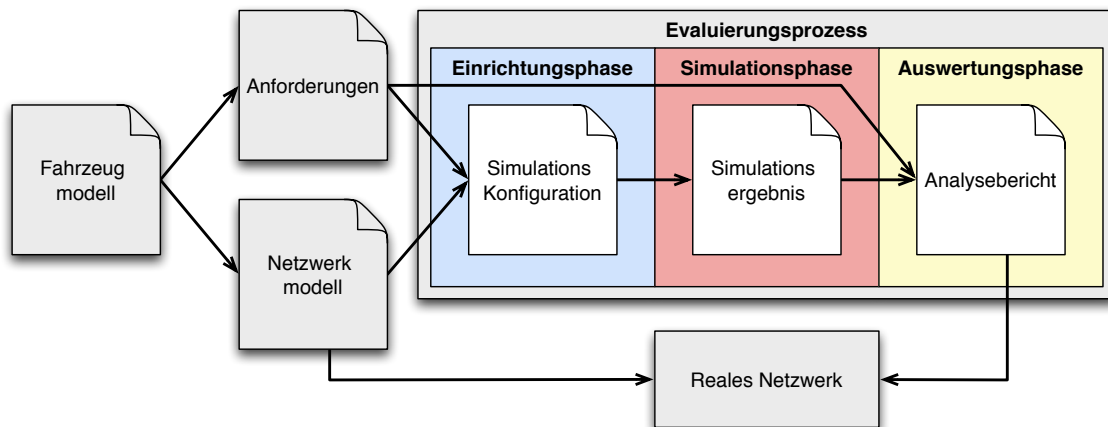 Evaluierungsprozess
Einrichtungsphase
Simulationsphase
Auswertungsphase
Anforderungen
Fahrzeug
modell
Simulations
Konfiguration
Simulations
ergebnis
Analysebericht
Netzwerk
modell
Reales Netzwerk